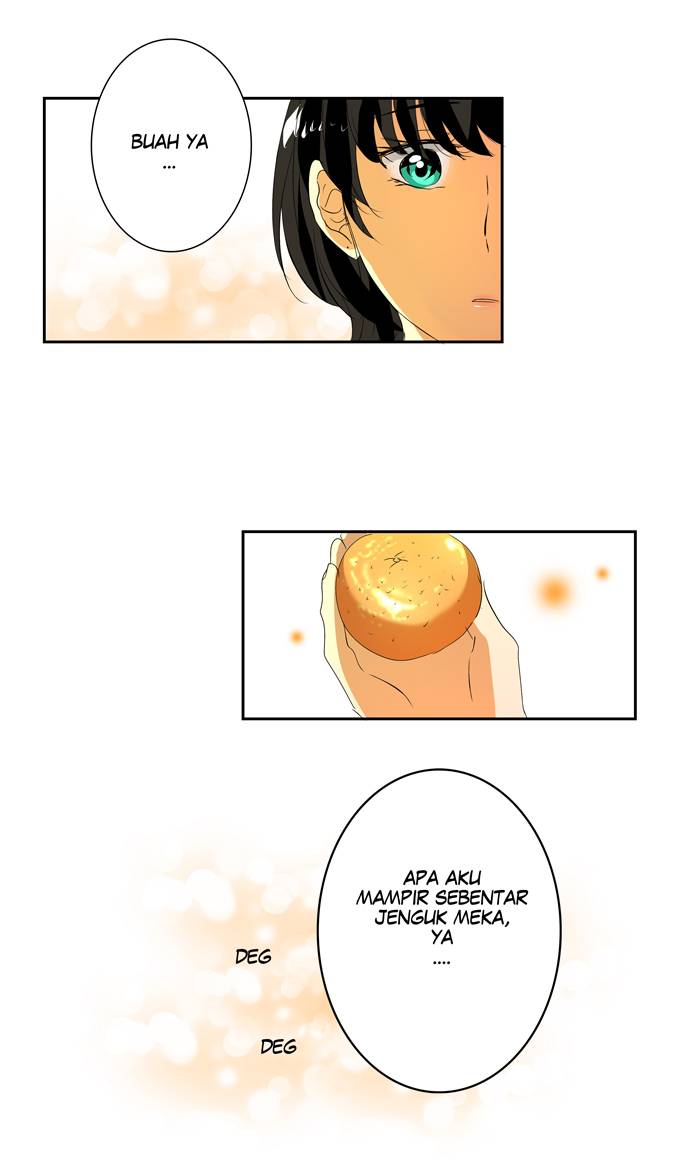 BUAH YA
...
APA AKU
MAMPIR SEBENTAR
JENGUK MEKA,
YA
....
DEG
DEG